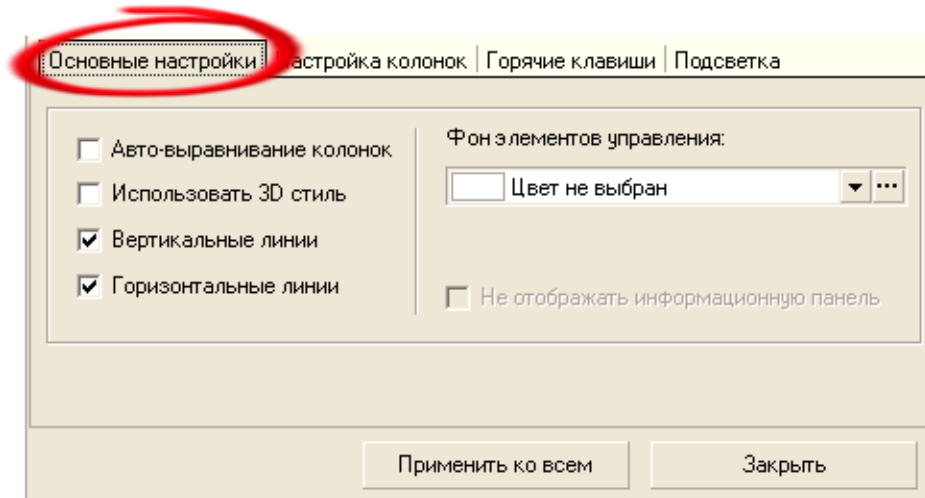 Основные настройки Настройка колонок Горячие клавиши Подсветка
Авто-выравнивание колонок
Использовать 3D стиль
Вертикальные линии
Горизонтальные линии
Фон элементов управления:
Цвет не выбран
Не отображать информационную панель
Применить ко всем Закрыть